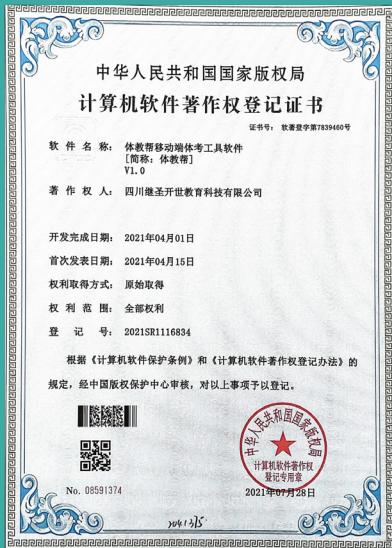 中华人民共和国国家版权局
计算机软件著作权登记证书
证书号： 软著登字第7839460号
软件名称： 体教帮移动端体考工具软件
[简称：体教帮]
V1.0
著作权人： 四川继圣开世教育科技有限公司
开发完成日期： 2021年04月01日
首次发表日期： 2021年04月15日
权利取得方式： 原始取得
权利范围： 全部权利
登记号： 2021SR1116834
根据《计算机软件保护条例》和《计算机软件著作权登记办法》的
规定，经中国版权保护中心审核，对以上事项予以登记。
中华人民共和国国家版权局
计算机软件著作权
登记专用章
No. 08591374
2021年07月28日